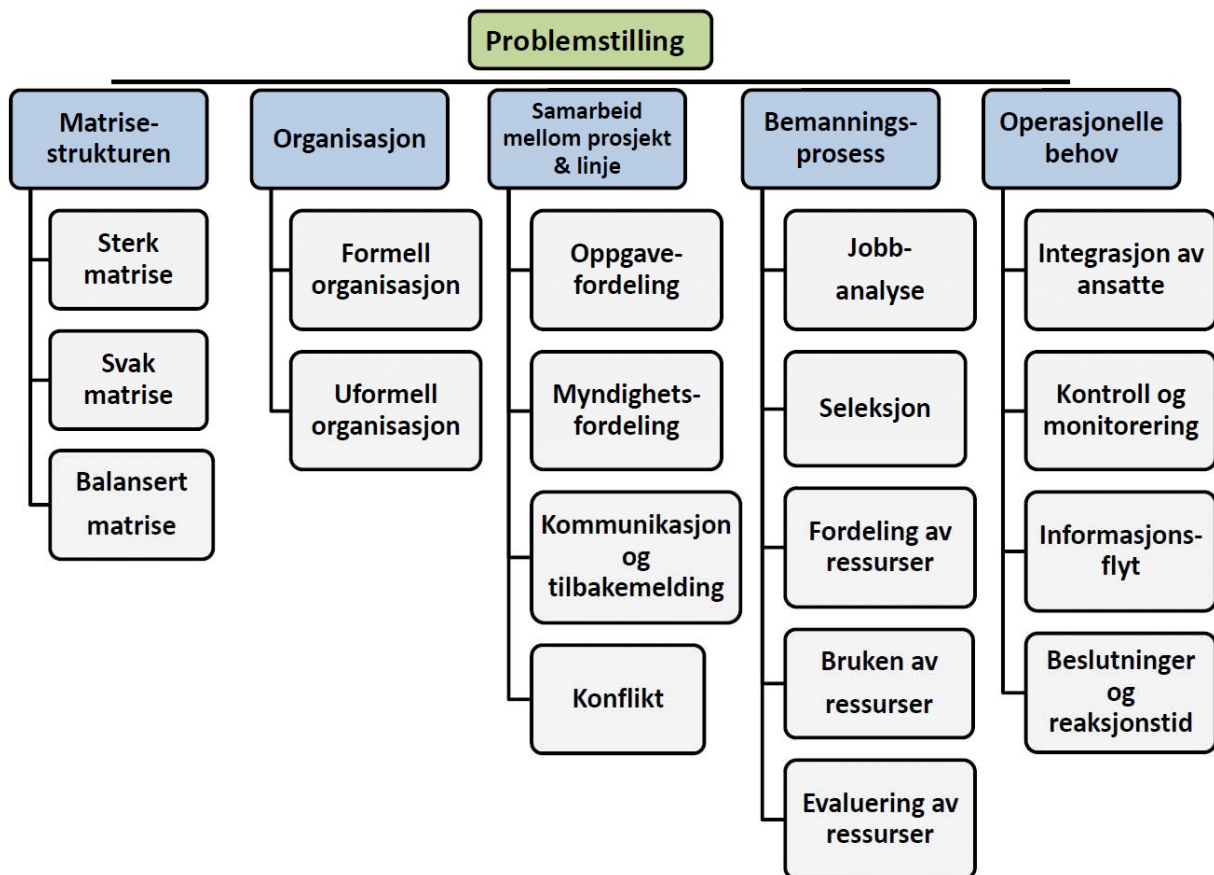 Problemstilling
Matrise-
strukturen
Sterk
matrise
Svak
matrise
Balansert
matrise
Organisasjon
Formell
organisasjon
Uformell
organisasjon
Samarbeid
mellom prosjekt
& linje
Oppgave-
fordeling
Myndighets-
fordeling
Kommunikasjon
og
tilbakemelding
Konflikt
Bemannings-
prosess
Jobb-
analyse
Seleksjon
Fordeling av
ressurser
Bruken av
ressurser
Evaluering av
ressurser
Operasjonelle
behov
Integrasjon av
ansatte
Kontroll og
monitorering
Informasjons-
flyt
Beslutninger
og
reaksjonstid